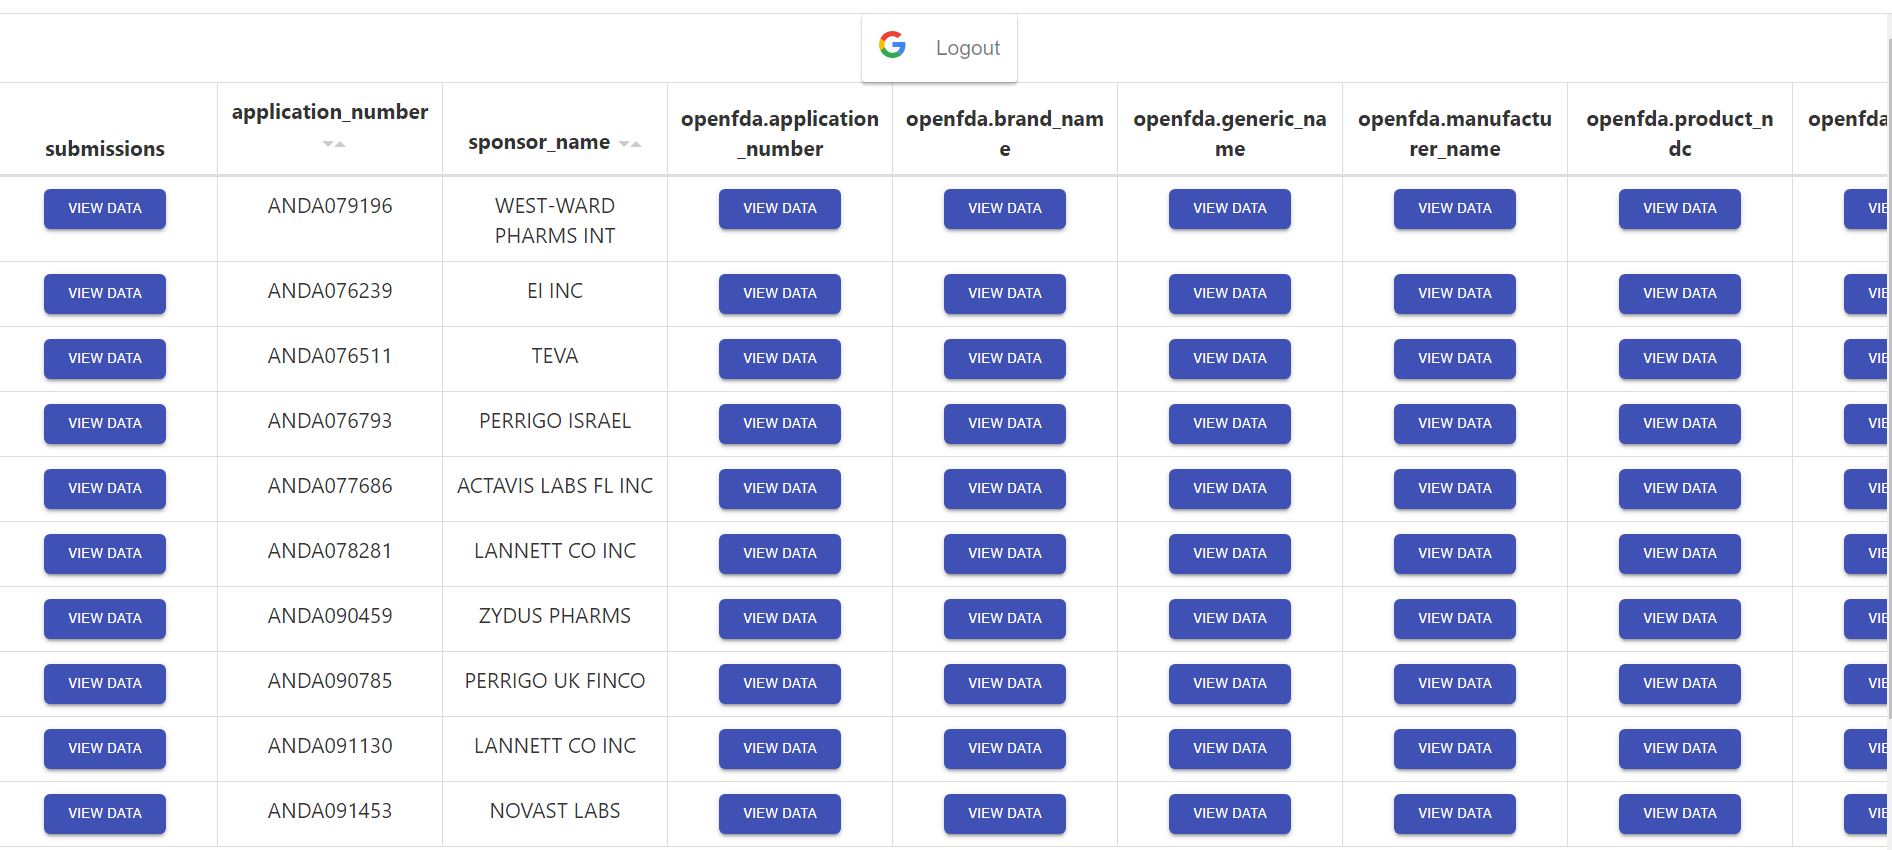 Logout
submissions
application_number
sponsor_name
openfda.application
_number
openfda.brand_nam
e
openfda.generic_na
me
openfda.manufactu
rer_name
openfda.product_n
dc
openfda
VIEW DATA ANDA079196 WEST-WARD VIEW DATA VIEW DATA VIEW DATA VIEW DATA VIEW DATA VIE
PHARMS INT
VIEW DATA ANDA076239 EI INC VIEW DATA VIEW DATA VIEW DATA VIEW DATA VIEW DATA VIE
VIEW DATA ANDA076511 TEVA VIEW DATA VIEW DATA VIEW DATA VIEW DATA VIEW DATA VIE
VIEW DATA ANDA076793 PERRIGO ISRAEL VIEW DATA VIEW DATA VIEW DATA VIEW DATA VIEW DATA VIE
VIEW DATA ANDA077686 ACTAVIS LABS FL INC VIEW DATA VIEW DATA VIEW DATA VIEW DATA VIEW DATA VIE
VIEW DATA ANDA078281 LANNETT CO INC VIEW DATA VIEW DATA VIEW DATA VIEW DATA VIEW DATA VIE
VIEW DATA ANDA090459 ZYDUS PHARMS VIEW DATA VIEW DATA VIEW DATA VIEW DATA VIEW DATA VIE
VIEW DATA ANDA090785 PERRIGO UK FINCO VIEW DATA VIEW DATA VIEW DATA VIEW DATA VIEW DATA VIE
VIEW DATA ANDA091130 LANNETT CO INC VIEW DATA VIEW DATA VIEW DATA VIEW DATA VIEW DATA VIE
VIEW DATA ANDA091453 NOVAST LABS VIEW DATA VIEW DATA VIEW DATA VIEW DATA VIEW DATA VIE